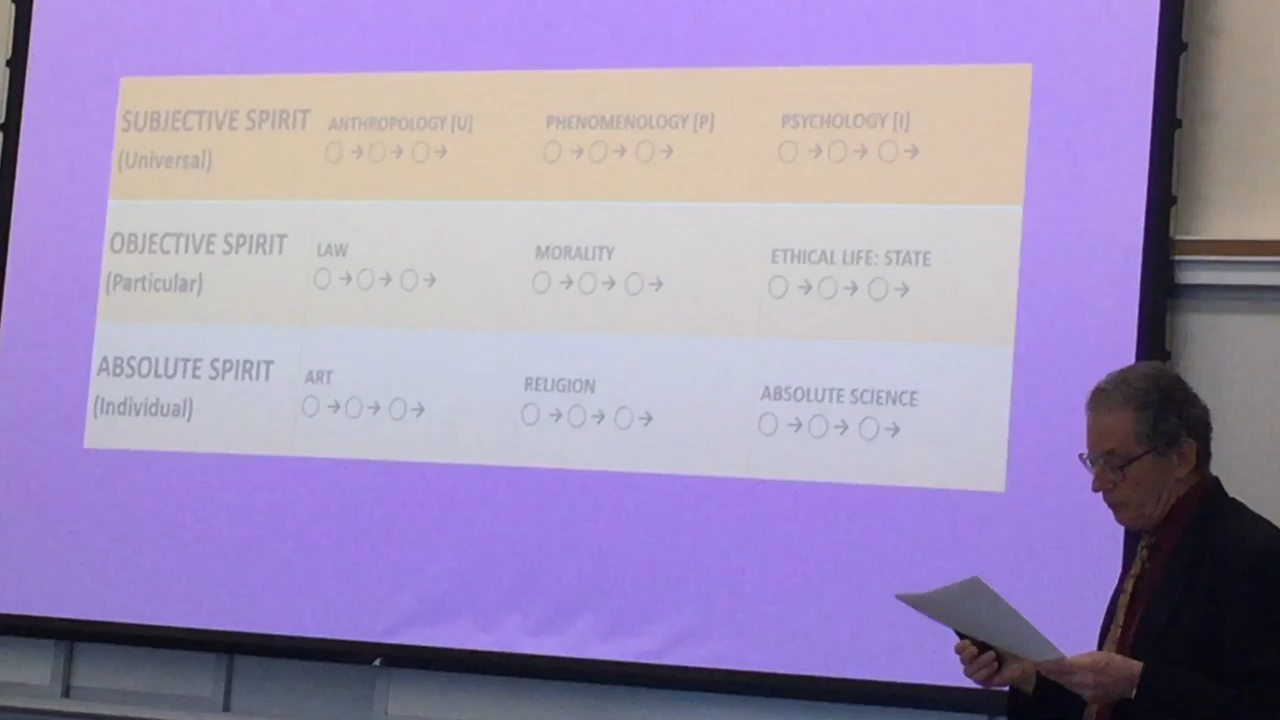 SUBJECTIVE SPIRIT
(Universal)
ANTHROPOLOGY [U]
PHENOMENOLOGY [P]
PSYCHOLOGY [I]
OBJECTIVE SPIRIT
(Particular)
LAW
MORALITY
ETHICAL LIFE: STATE
ABSOLUTE SPIRIT
(Individual)
ART
RELIGION
ABSOLUTE SCIENCE